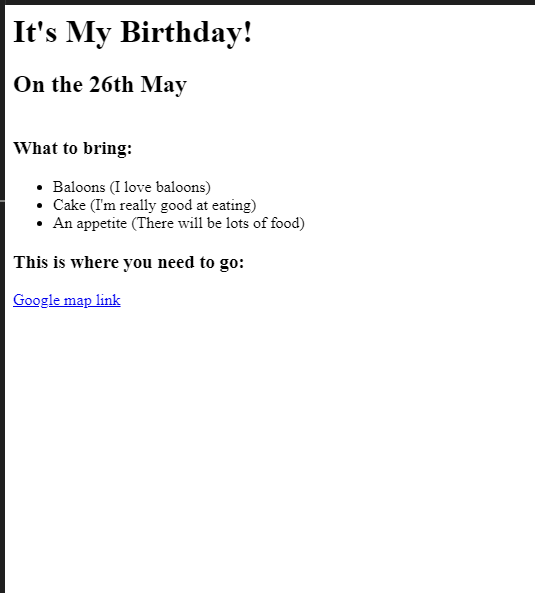 It's My Birthday!
On the 26th May
What to bring:
Baloons (I love baloons)
Cake (I'm really good at eating)
An appetite (There will be lots of food)
This is where you need to go:
Google map link